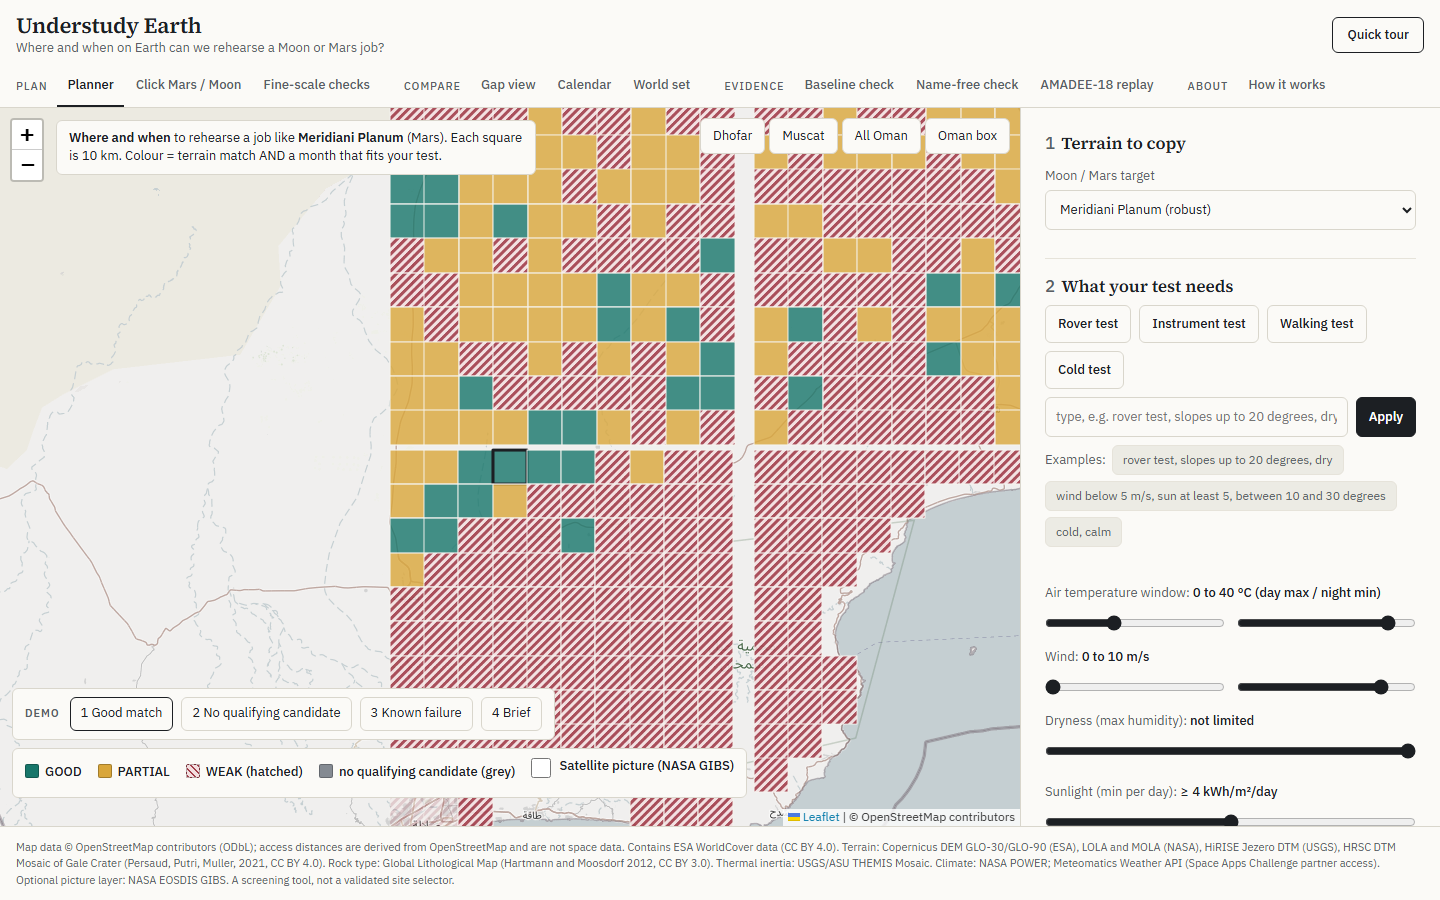 Understudy Earth
Where and when on Earth can we rehearse a Moon or Mars job?
Quick tour
PLAN Planner Click Mars / Moon Fine-scale checks COMPARE Gap view Calendar World set EVIDENCE Baseline check Name-free check AMADEE-18 replay ABOUT How it works
+
−
Where and when to rehearse a job like Meridiani Planum (Mars). Each square
is 10 km. Colour = terrain match AND a month that fits your test.
Dhofar Muscat All Oman Oman box
1 Terrain to copy
Moon / Mars target
Meridiani Planum (robust)
2 What your test needs
Rover test Instrument test Walking test
Cold test
type, e.g. rover test, slopes up to 20 degrees, dry
Apply
Examples: rover test, slopes up to 20 degrees, dry
wind below 5 m/s, sun at least 5, between 10 and 30 degrees
cold, calm
Air temperature window: 0 to 40 °C (day max / night min)
Wind: 0 to 10 m/s
Dryness (max humidity): not limited
Sunlight (min per day): ≥ 4 kWh/m²/day
DEMO 1 Good match 2 No qualifying candidate 3 Known failure 4 Brief
GOOD PARTIAL WEAK (hatched) no qualifying candidate (grey) Satellite picture (NASA GIBS)
طاقة
Leaflet | © OpenStreetMap contributors
Map data © OpenStreetMap contributors (ODbL); access distances are derived from OpenStreetMap and are not space data. Contains ESA WorldCover data (CC BY 4.0). Terrain: Copernicus DEM GLO-30/GLO-90 (ESA), LOLA and MOLA (NASA), HiRISE Jezero DTM (USGS), HRSC DTM
Mosaic of Gale Crater (Persaud, Putri, Muller, 2021, CC BY 4.0). Rock type: Global Lithological Map (Hartmann and Moosdorf 2012, CC BY 3.0). Thermal inertia: USGS/ASU THEMIS Mosaic. Climate: NASA POWER; Meteomatics Weather API (Space Apps Challenge partner access).
Optional picture layer: NASA EOSDIS GIBS. A screening tool, not a validated site selector.